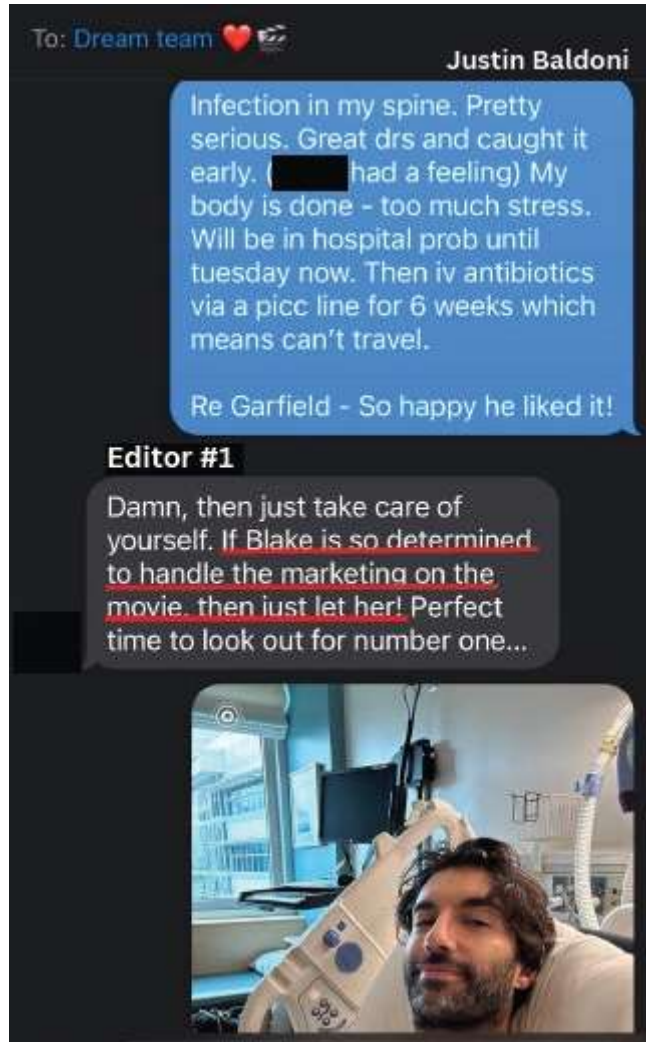 To: Dream team ❤️🎬
Justin Baldoni
Infection in my spine. Pretty
serious. Great drs and caught it
early. ( had a feeling) My
body is done - too much stress.
Will be in hospital prob until
tuesday now. Then iv antibiotics
via a picc line for 6 weeks which
means can't travel.
Re Garfield - So happy he liked it!
Editor #1
Damn, then just take care of
yourself. If Blake is so determined
to handle the marketing on the
movie, then just let her! Perfect
time to look out for number one...